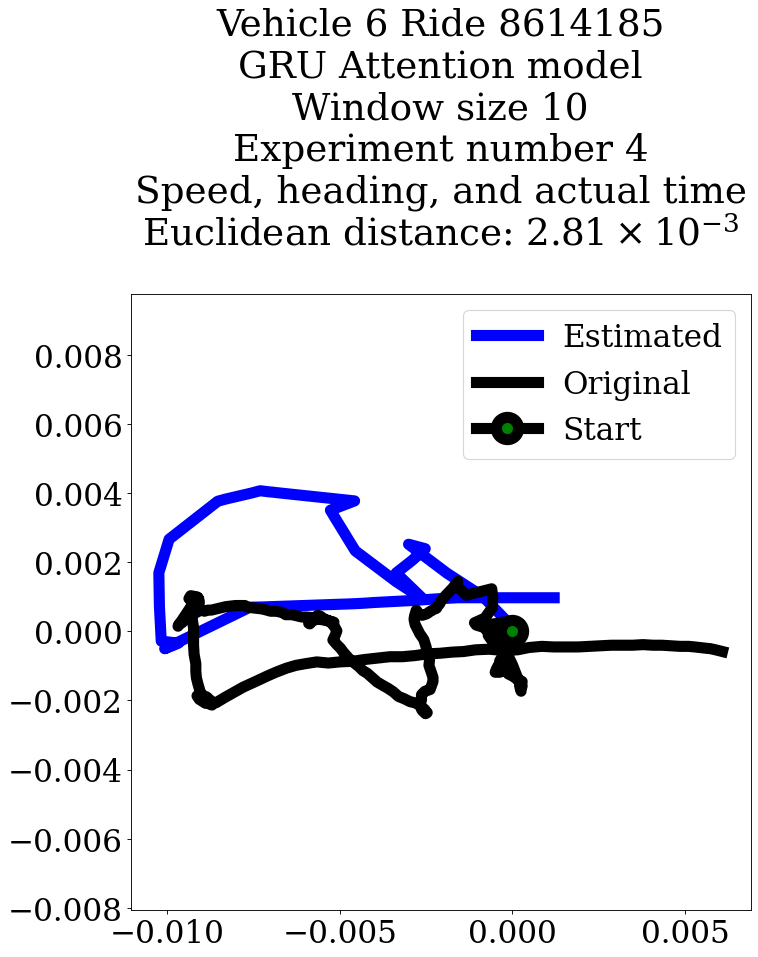 Vehicle 6 Ride 8614185
GRU Attention model
Window size 10
Experiment number 4
Speed, heading, and actual time
Euclidean distance: 2.81 × 10⁻³
Estimated
Original
Start
0.008
0.006
0.004
0.002
0.000
−0.002
−0.004
−0.006
−0.008
−0.010 −0.005 0.000 0.005